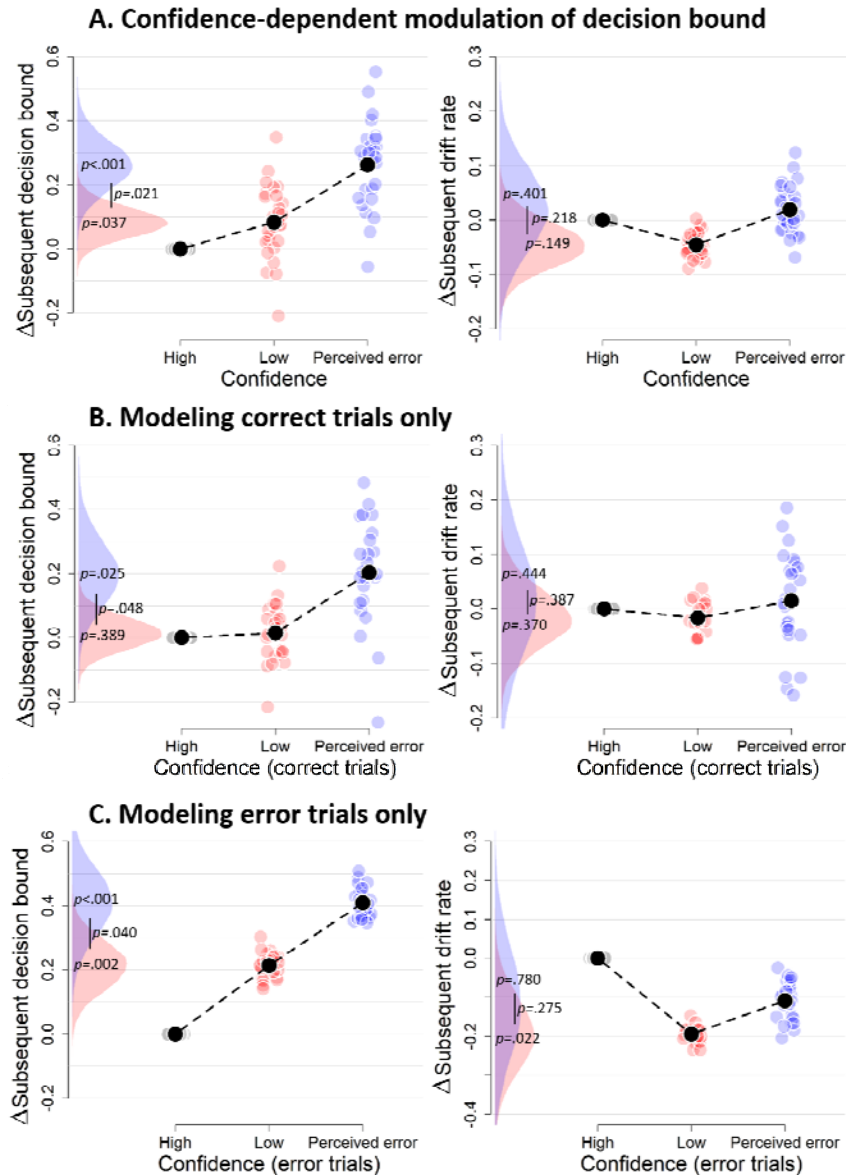 A. Confidence-dependent modulation of decision bound
ΔSubsequent decision bound
0.6
0.4
0.2
0.0
-0.2
p<.001
p=.021
p=.037
High
Low
Perceived error
Confidence
ΔSubsequent drift rate
0.3
0.2
0.1
0.0
-0.1
-0.2
p=.401
p=.218
p=.149
High
Low
Perceived error
Confidence
B. Modeling correct trials only
ΔSubsequent decision bound
0.6
0.4
0.2
0.0
-0.2
p=.025
p=.048
p=.389
High
Low
Perceived error
Confidence (correct trials)
ΔSubsequent drift rate
0.3
0.2
0.1
0.0
-0.1
-0.2
p=.444
p=.387
p=.370
High
Low
Perceived error
Confidence (correct trials)
C. Modeling error trials only
ΔSubsequent decision bound
0.6
0.4
0.2
0.0
-0.2
p<.001
p=.040
p=.002
High
Low
Perceived error
Confidence (error trials)
ΔSubsequent drift rate
0.3
0.2
0.0
-0.2
-0.4
p=.780
p=.275
p=.022
High
Low
Perceived error
Confidence (error trials)